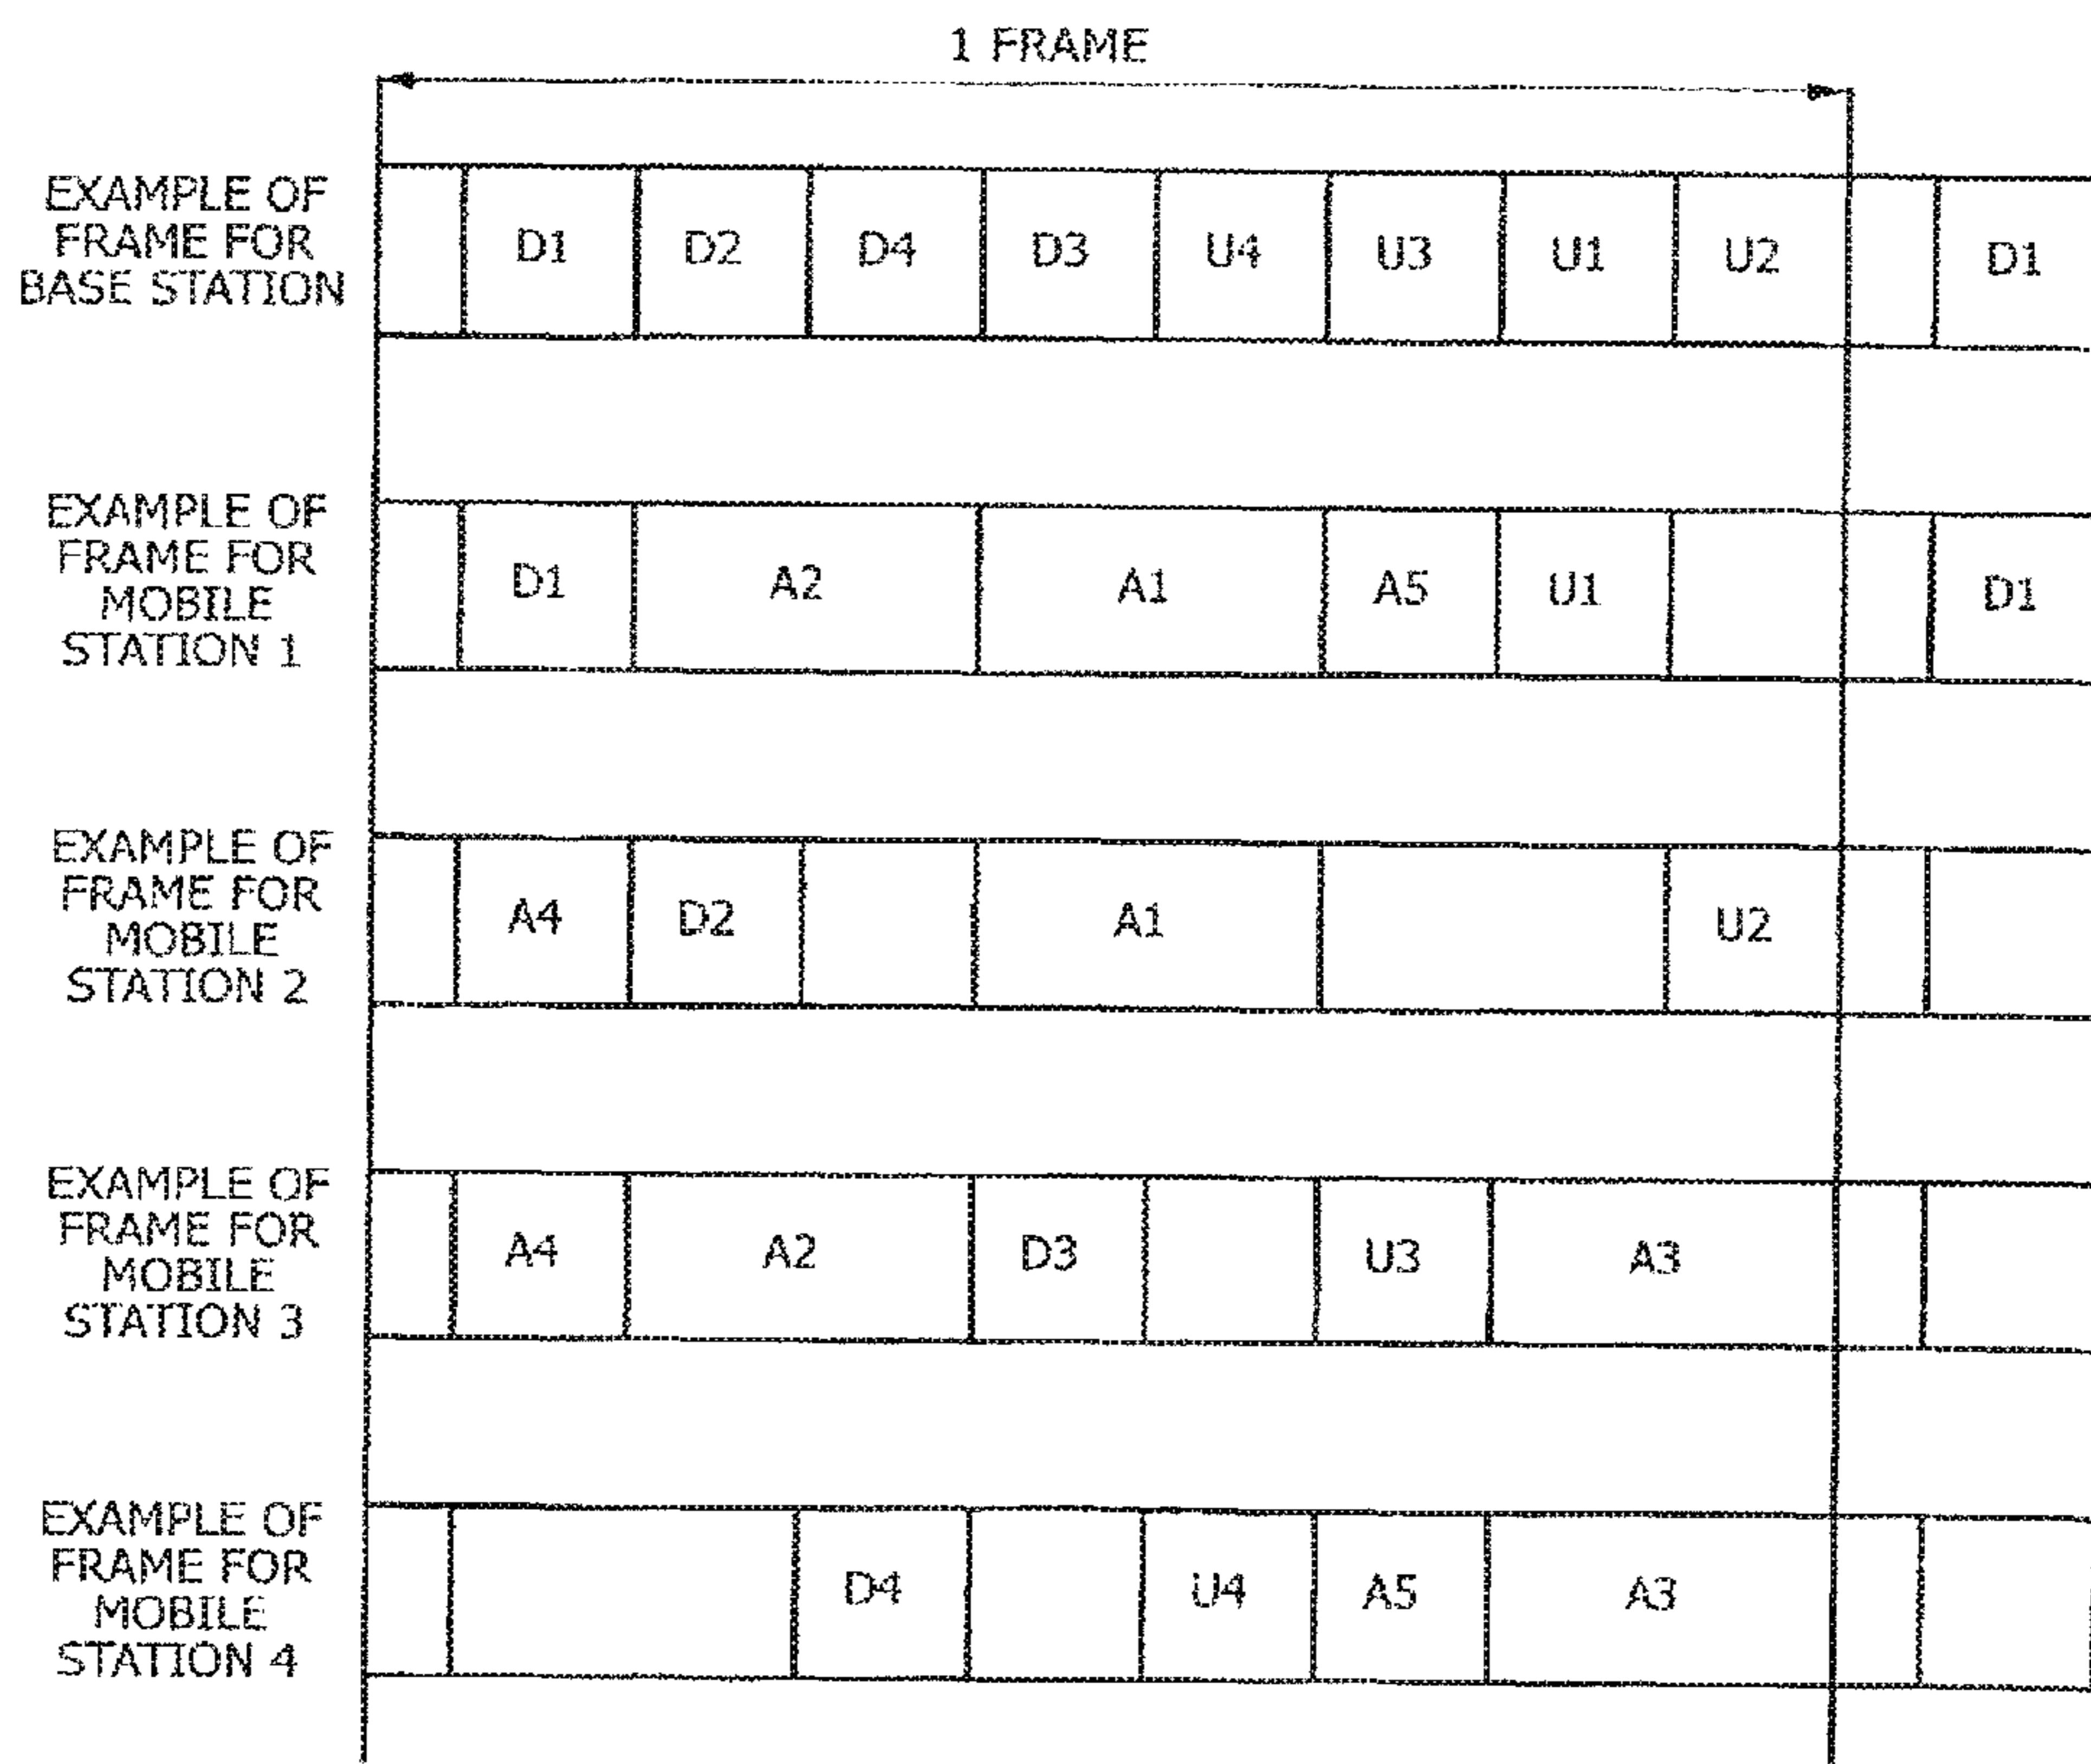 1 FRAME
EXAMPLE OF
FRAME FOR
BASE STATION
D1 D2 D4 D3 U4 U3 U1 U2 D1
EXAMPLE OF
FRAME FOR
MOBILE
STATION 1
D1 A2 A1 A5 U1 D1
EXAMPLE OF
FRAME FOR
MOBILE
STATION 2
A4 D2 A1 U2
EXAMPLE OF
FRAME FOR
MOBILE
STATION 3
A4 A2 D3 U3 A3
EXAMPLE OF
FRAME FOR
MOBILE
STATION 4
D4 U4 A5 A3